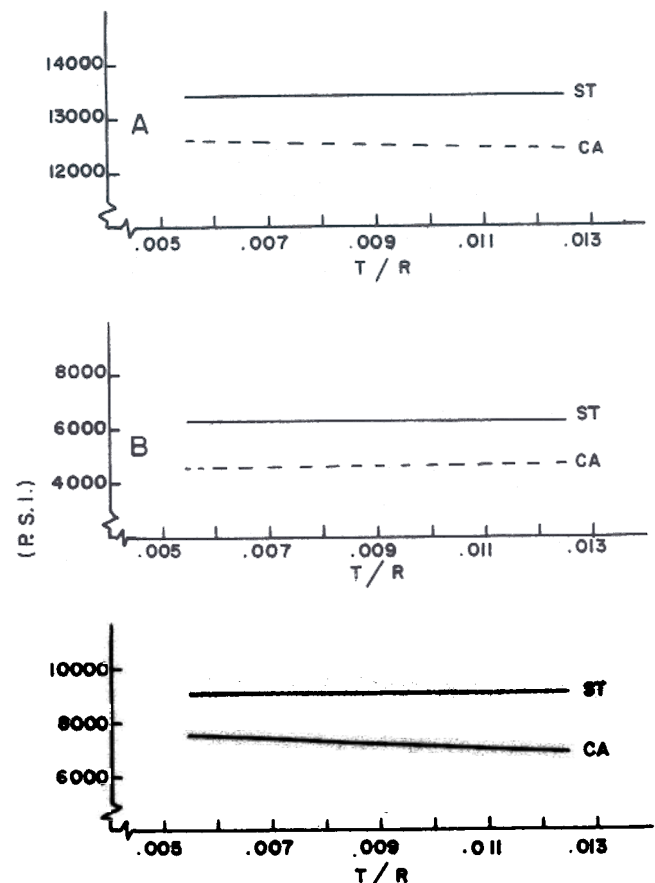 14000
ST
13000
A
CA
12000
.005 .007 .009 .011 .013
T / R
8000
ST
6000
B
CA
4000
(P.S.I.)
.005 .007 .009 .011 .013
T / R
10000
ST
8000
CA
6000
.005 .007 .009 .011 .013
T / R